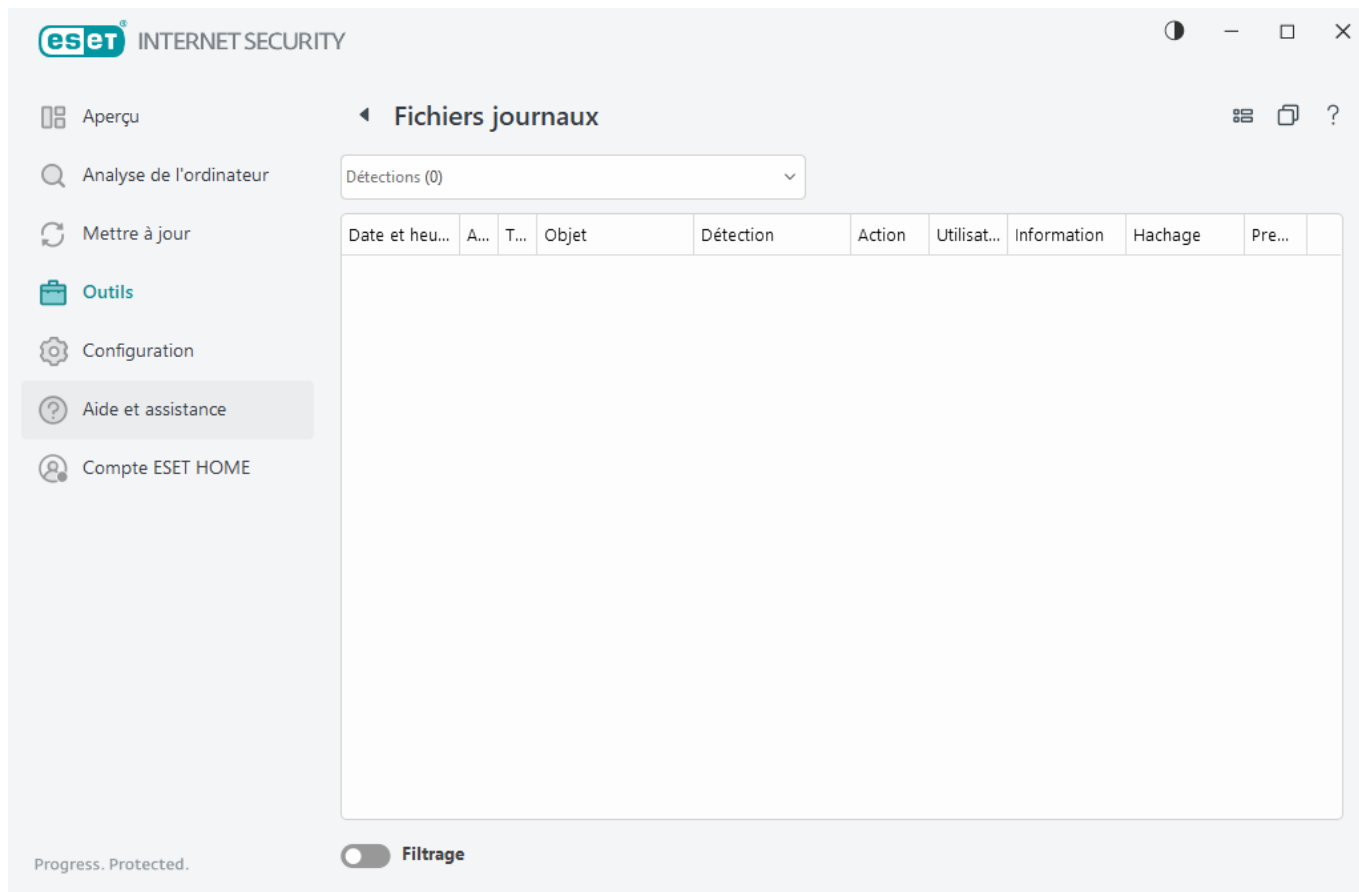 eset® INTERNET SECURITY
Aperçu
Analyse de l'ordinateur
Mettre à jour
Outils
Configuration
Aide et assistance
Compte ESET HOME
Progress. Protected.
Fichiers journaux
?
Détections (0)
Date et heu... A... T... Objet Détection Action Utilisat... Information Hachage Pre...
Filtrage